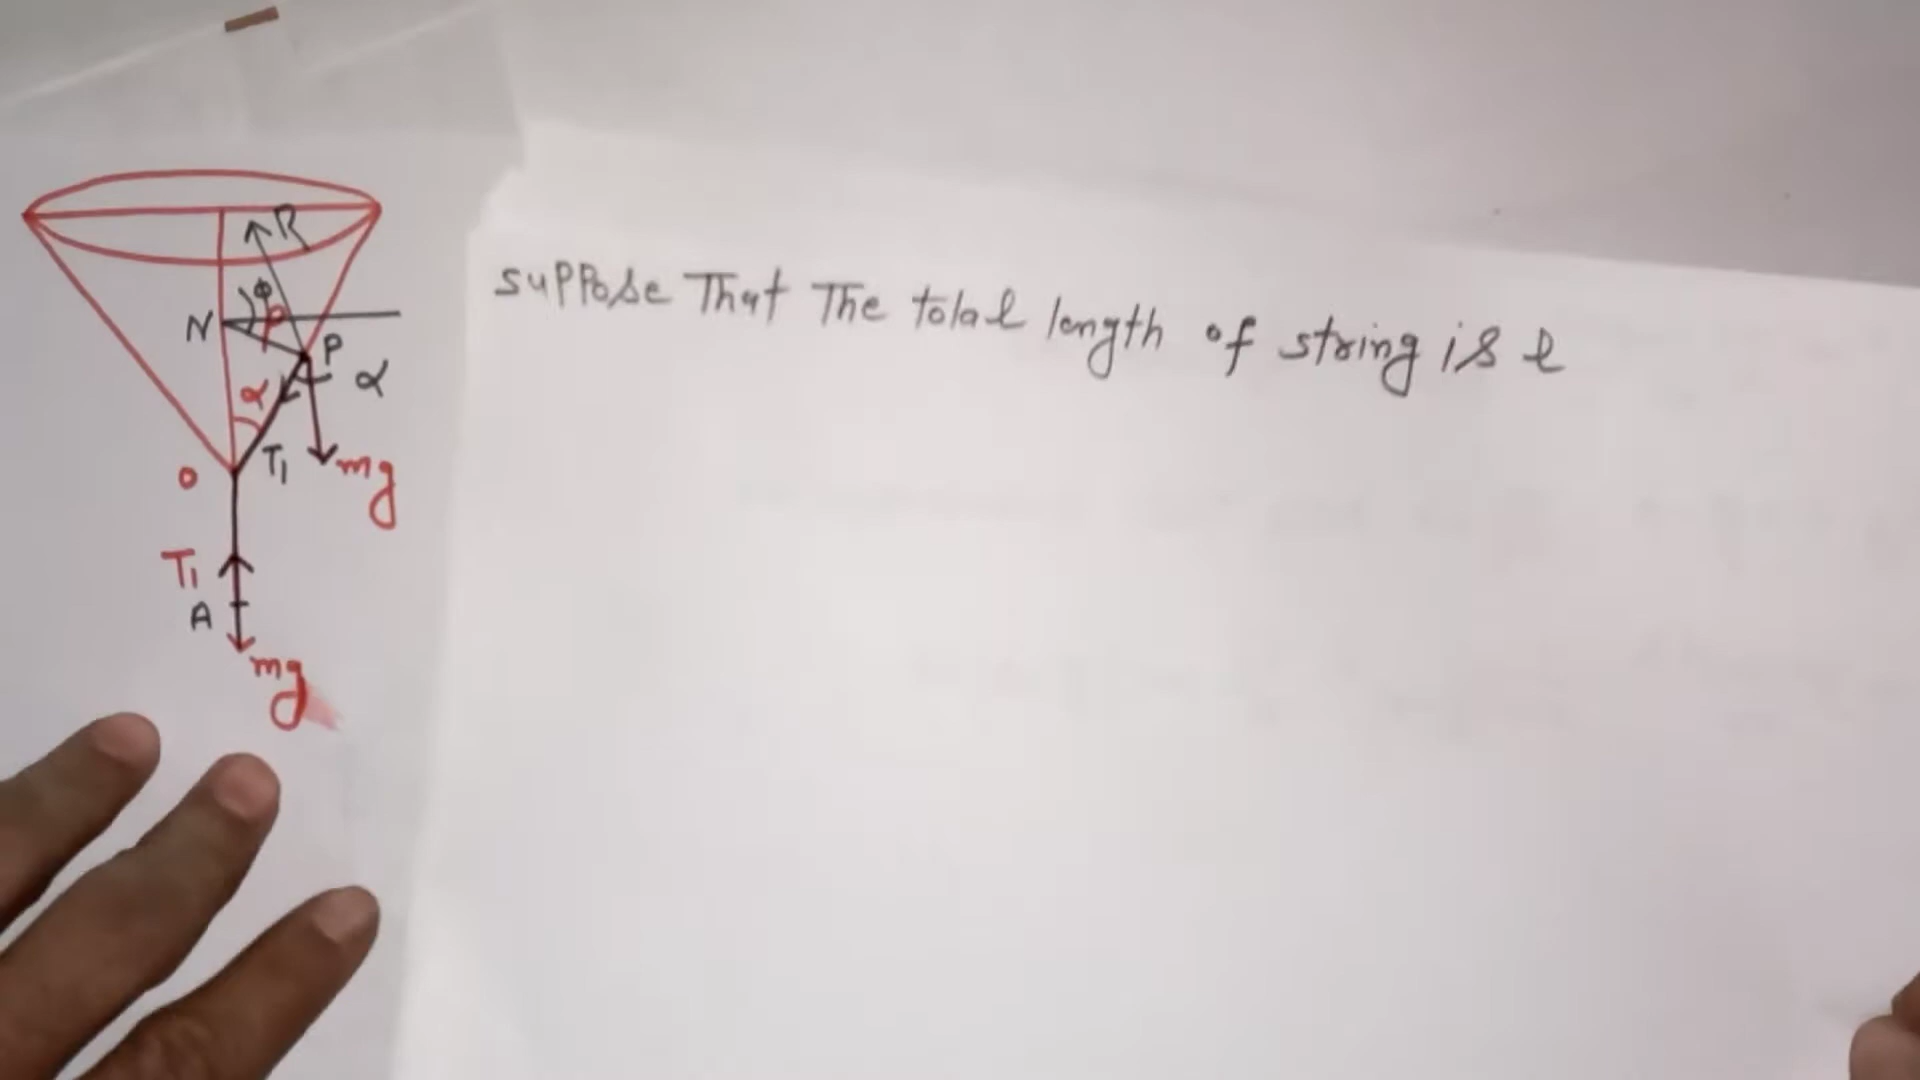 suppose That The total length of string is l
R
N
φ
ρ
P
α
α
T₁
mg
O
T₁
A
mg